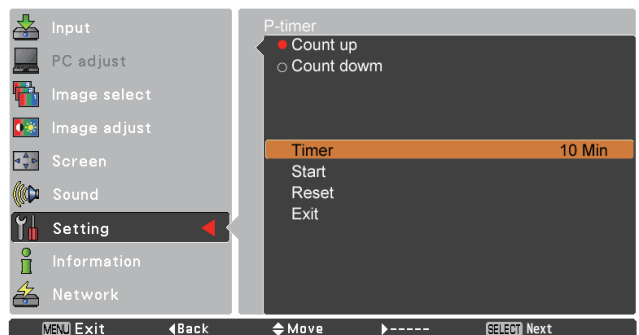 Input
PC adjust
Image select
Image adjust
Screen
Sound
Setting
Information
Network
P-timer
Count up
Count dowm
Timer 10 Min
Start
Reset
Exit
MENU Exit Back Move ----- SELECT Next